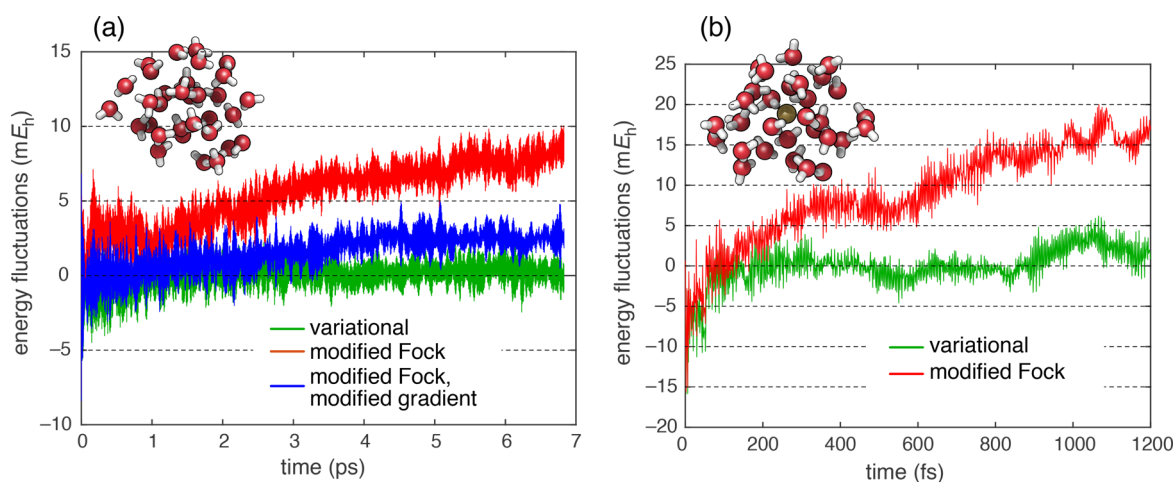 (a)
15
10
5
0
−5
−10
energy fluctuations (mEh)
0 1 2 3 4 5 6 7
time (ps)
variational
modified Fock
modified Fock,
modified gradient
(b)
25
20
15
10
5
0
−5
−10
−15
−20
energy fluctuations (mEh)
0 200 400 600 800 1000 1200
time (fs)
variational
modified Fock